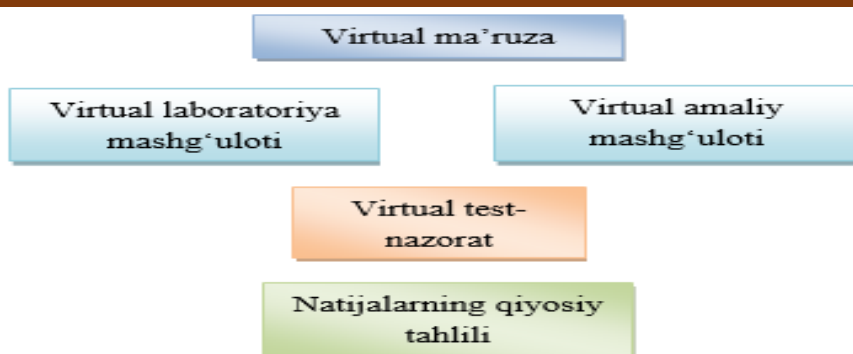 Virtual ma’ruza
Virtual laboratoriya
mashg‘uloti
Virtual amaliy
mashg‘uloti
Virtual test-
nazorat
Natijalarning qiyosiy
tahlili